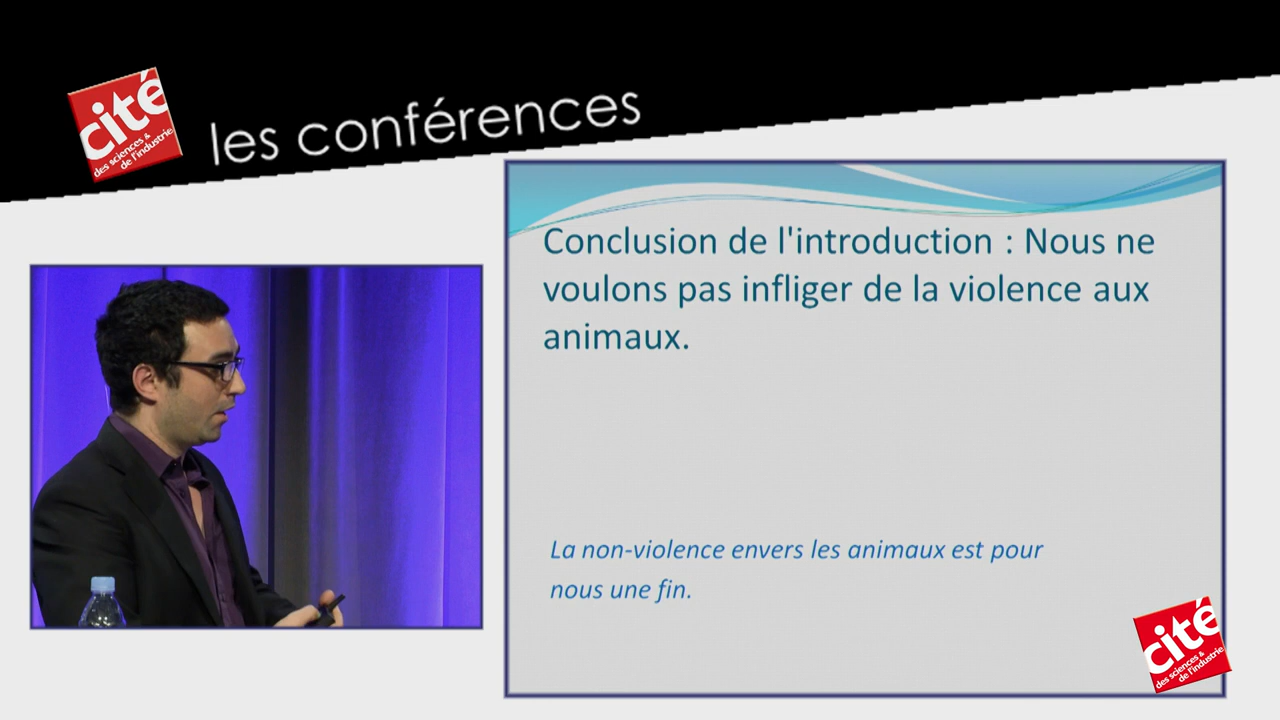 cité
des sciences &
de l'industrie
les conférences
Conclusion de l'introduction : Nous ne
voulons pas infliger de la violence aux
animaux.
La non-violence envers les animaux est pour
nous une fin.
cité
des sciences &
de l'industrie